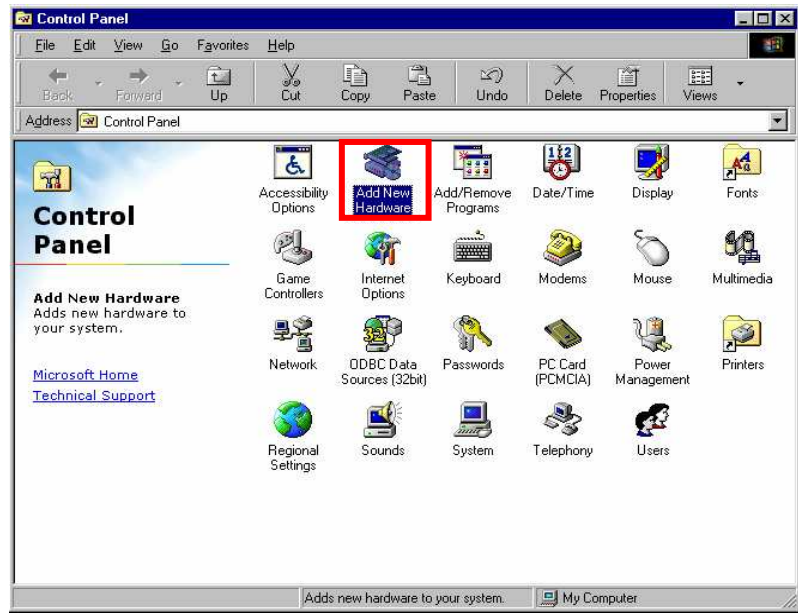 Control Panel
File Edit View Go Favorites Help
Back Forward Up Cut Copy Paste Undo Delete Properties Views
Address Control Panel
Control
Panel
Add New Hardware
Adds new hardware to
your system.
Microsoft Home
Technical Support
Accessibility
Options
Add New
Hardware
Add/Remove
Programs
Date/Time
Display
Fonts
Game
Controllers
Internet
Options
Keyboard
Modems
Mouse
Multimedia
Network
ODBC Data
Sources (32bit)
Passwords
PC Card
(PCMCIA)
Power
Management
Printers
Regional
Settings
Sounds
System
Telephony
Users
Adds new hardware to your system. My Computer